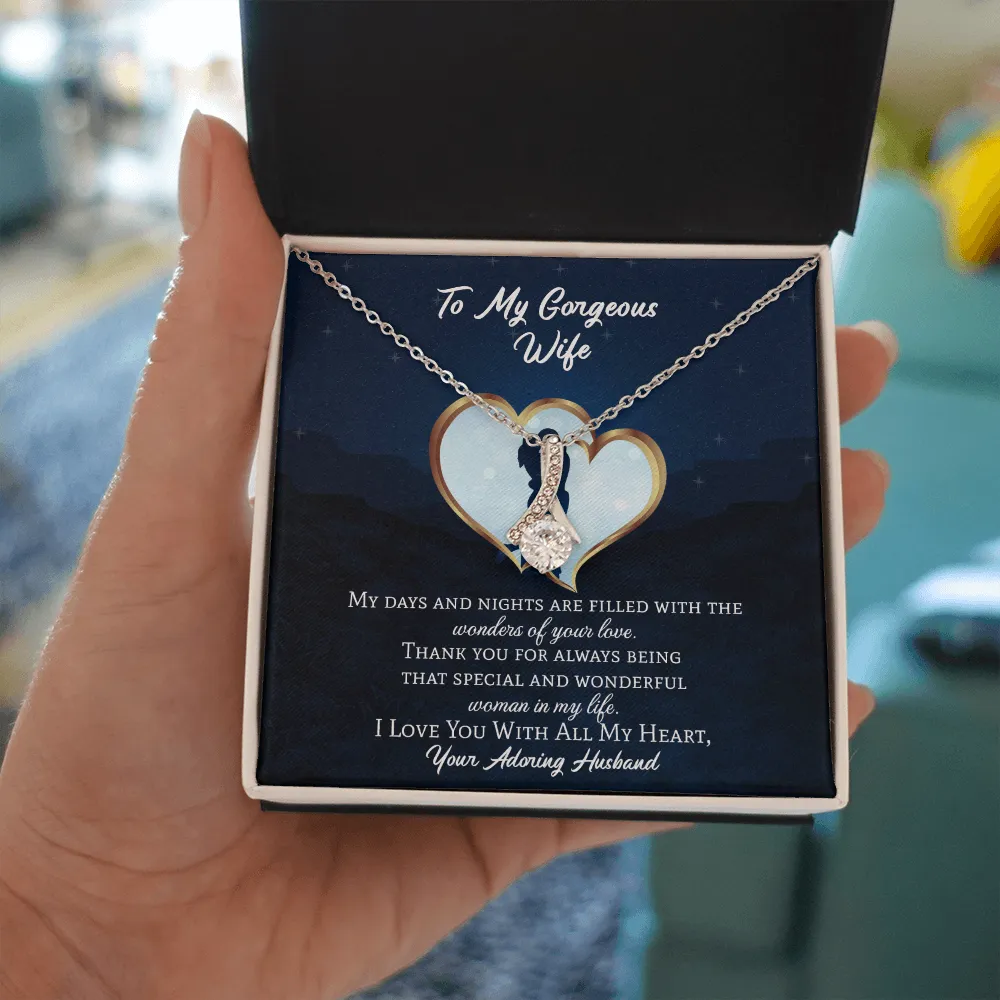 To My Gorgeous
Wife
My days and nights are filled with the
wonders of your love.
Thank you for always being
that special and wonderful
woman in my life.
I Love You With All My Heart,
Your Adoring Husband